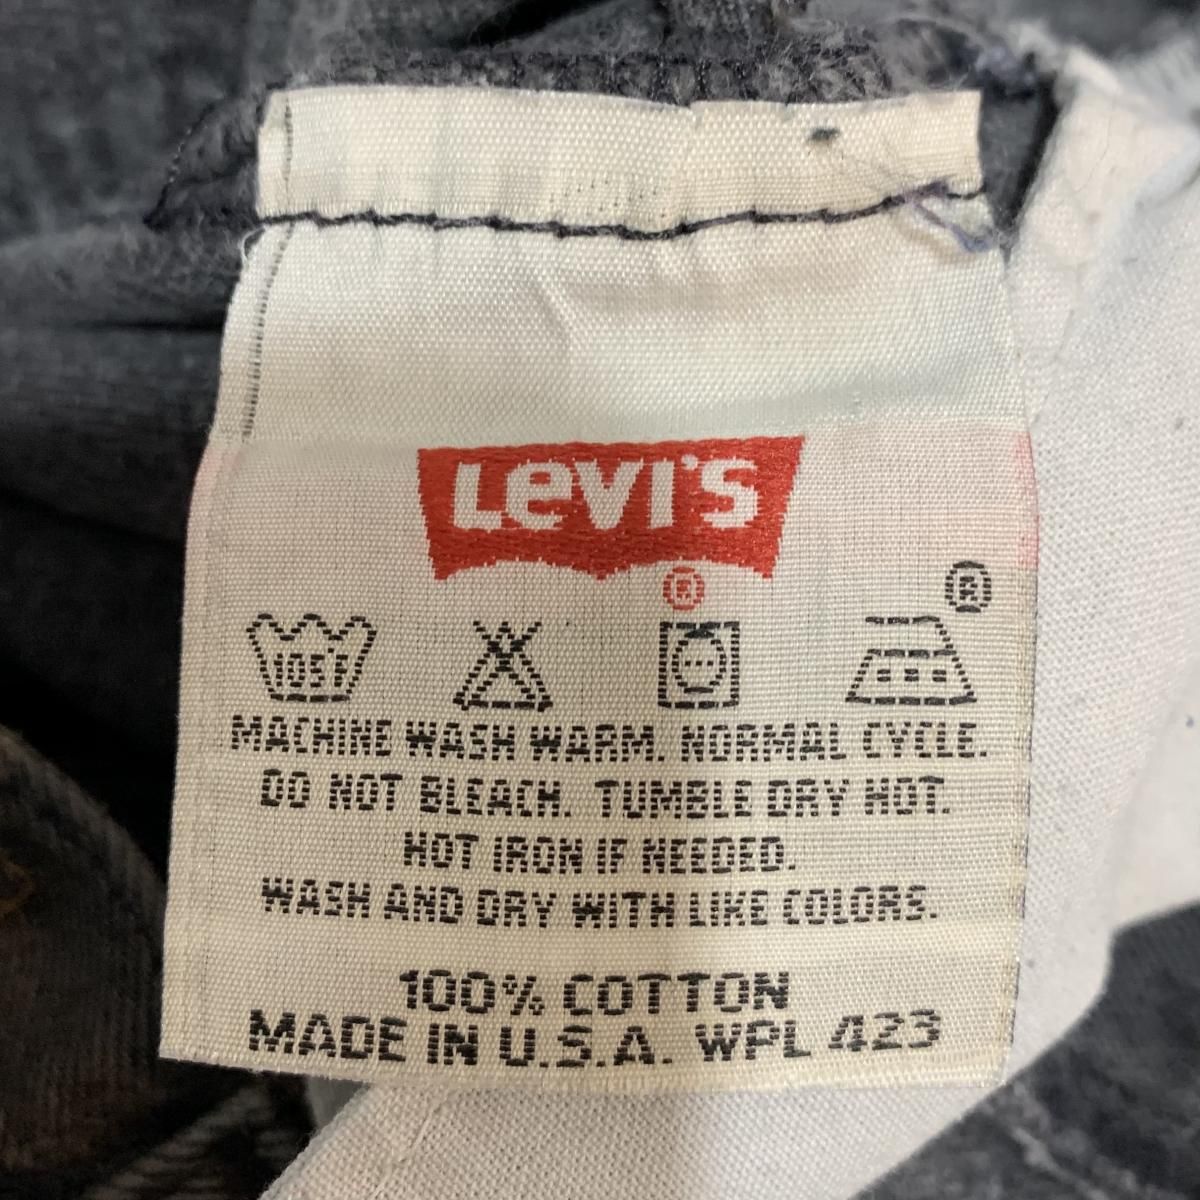 LEVI'S
®
®
105°F
MACHINE WASH WARM. NORMAL CYCLE.
DO NOT BLEACH. TUMBLE DRY HOT.
HOT IRON IF NEEDED.
WASH AND DRY WITH LIKE COLORS.
100% COTTON
MADE IN U.S.A. WPL 423